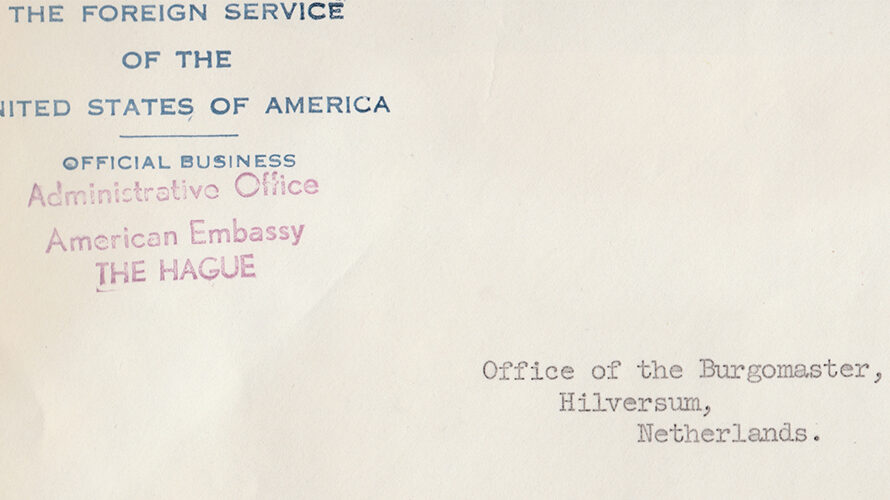 THE FOREIGN SERVICE
OF THE
NITED STATES OF AMERICA
OFFICIAL BUSINESS
Administrative Office
American Embassy
THE HAGUE
Office of the Burgomaster,
Hilversum,
Netherlands.